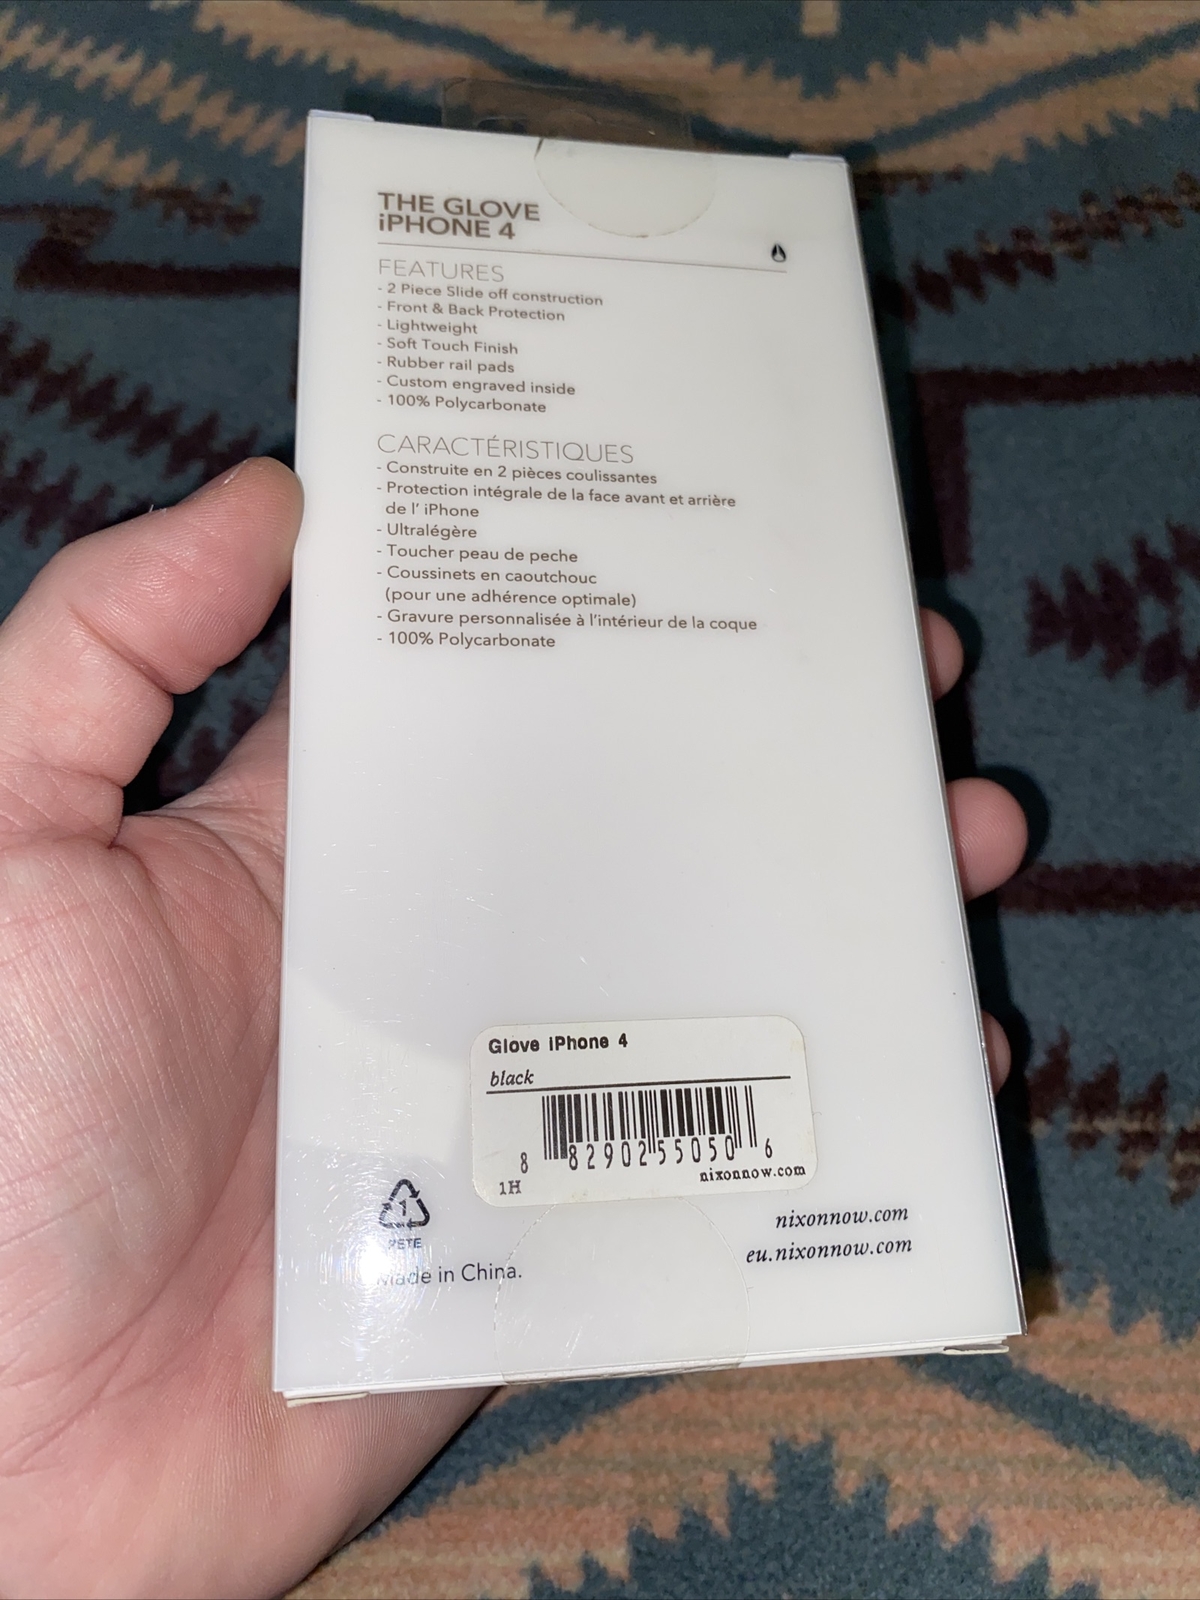 THE GLOVE
iPHONE 4
FEATURES
- 2 Piece Slide off construction
- Front & Back Protection
- Lightweight
- Soft Touch Finish
- Rubber rail pads
- Custom engraved inside
- 100% Polycarbonate
CARACTÉRISTIQUES
- Construite en 2 pièces coulissantes
- Protection intégrale de la face avant et arrière
de l' iPhone
- Ultralégère
- Toucher peau de peche
- Coussinets en caoutchouc
(pour une adhérence optimale)
- Gravure personnalisée à l'intérieur de la coque
- 100% Polycarbonate
Glove iPhone 4
black
8 82902 55050 6
1H nixonnow.com
1
PETE
Made in China.
nixonnow.com
eu.nixonnow.com